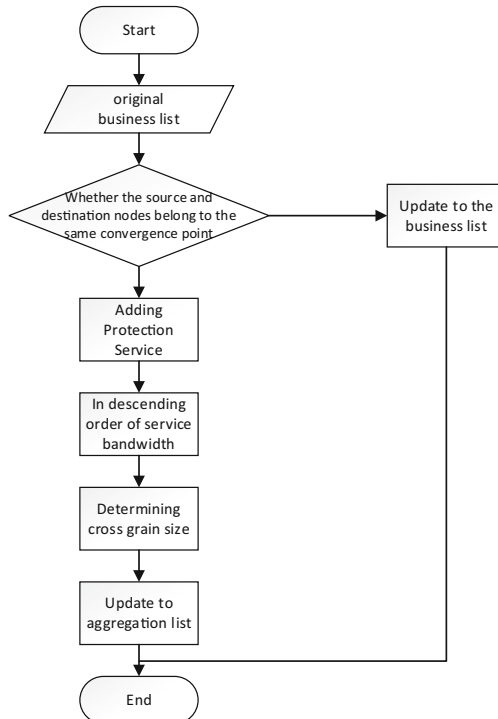 Start
original
business list
Whether the source and
destination nodes belong to the
same convergence point
Update to the
business list
Adding
Protection
Service
In descending
order of service
bandwidth
Determining
cross grain size
Update to
aggregation list
End